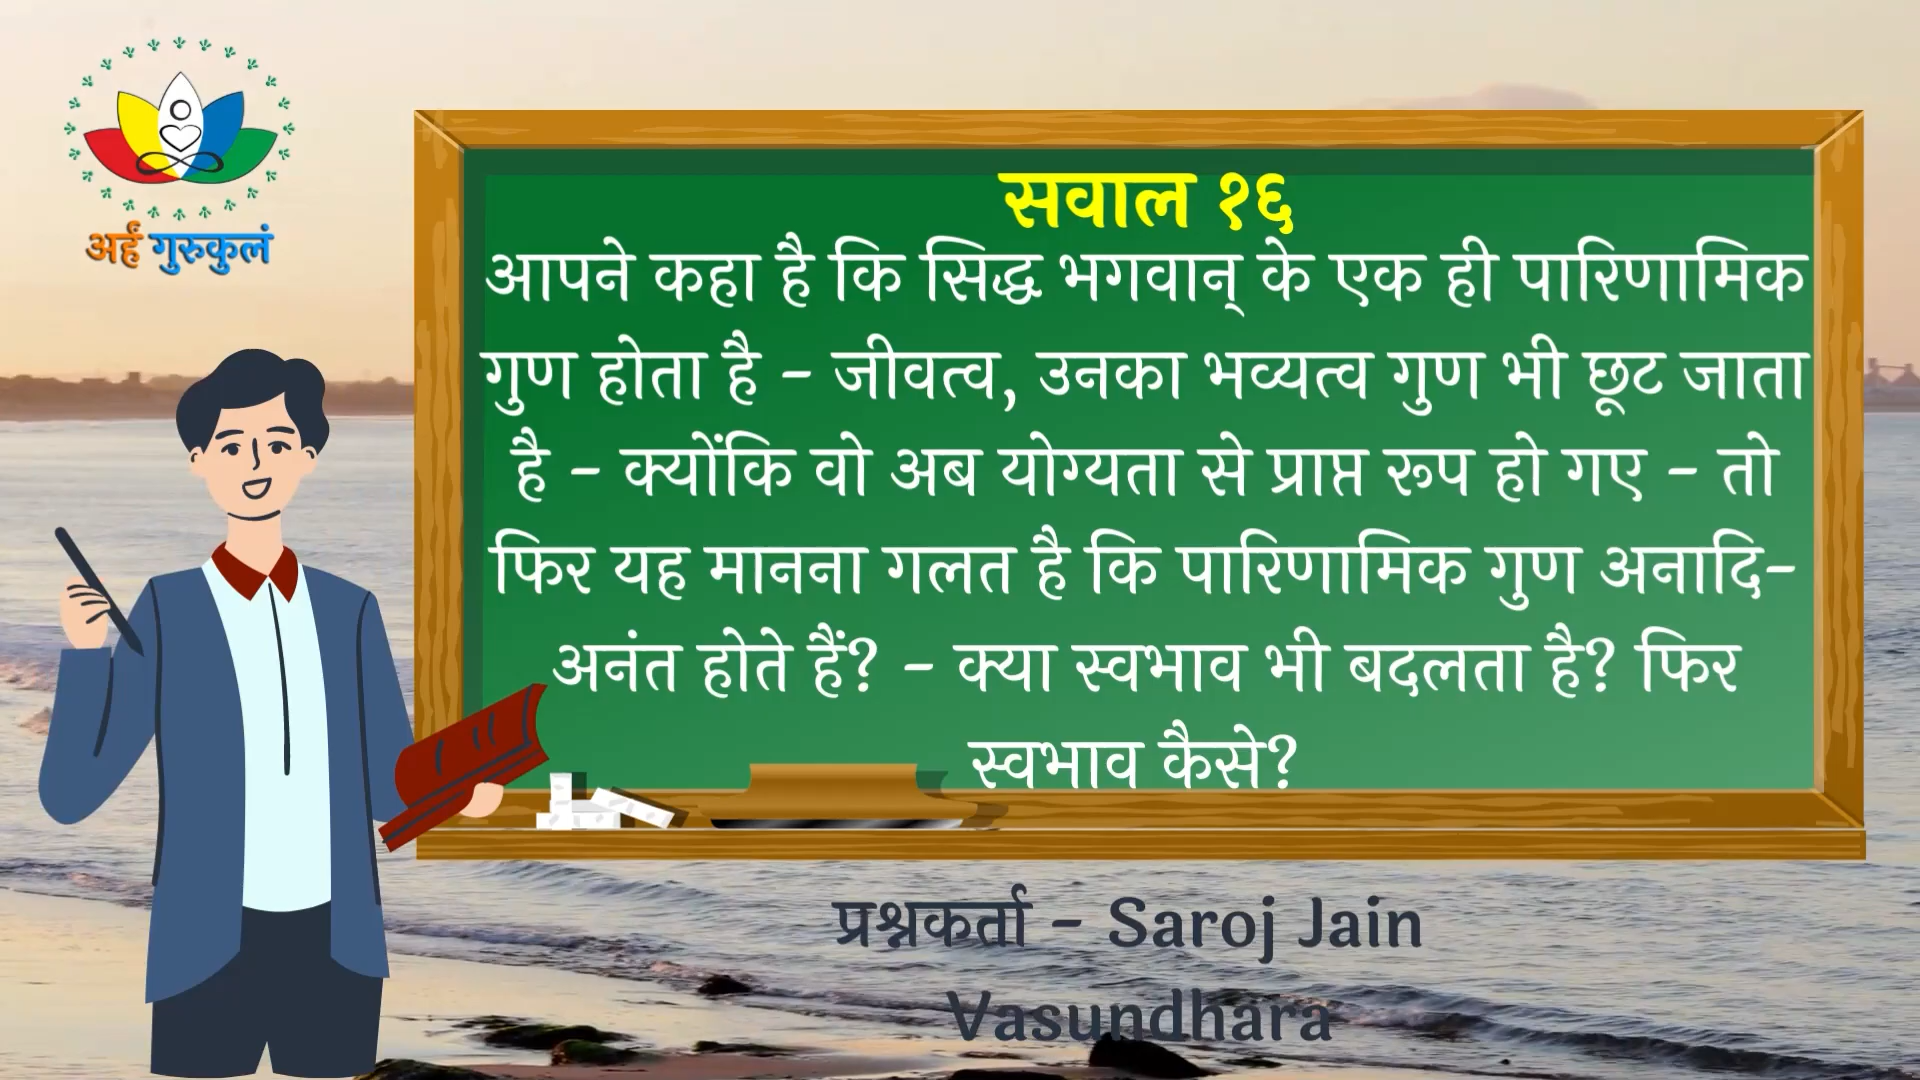 अर्हं गुरुकुलं
सवाल १६
आपने कहा है कि सिद्ध भगवान् के एक ही पारिणामिक
गुण होता है - जीवत्व, उनका भव्यत्व गुण भी छूट जाता
है - क्योंकि वो अब योग्यता से प्राप्त रूप हो गए - तो
फिर यह मानना गलत है कि पारिणामिक गुण अनादि-
अनंत होते हैं? - क्या स्वभाव भी बदलता है? फिर
स्वभाव कैसे?
प्रश्नकर्ता - Saroj Jain
Vasundhara